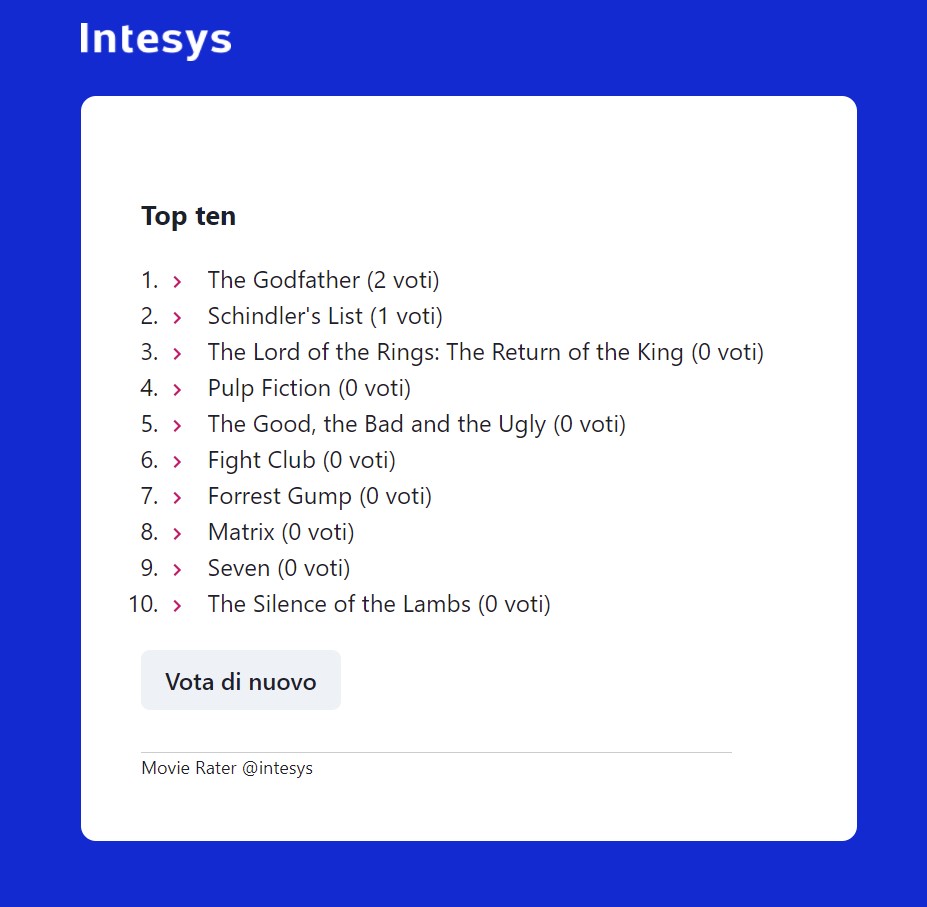 Intesys
Top ten
1. The Godfather (2 voti)
2. Schindler's List (1 voti)
3. The Lord of the Rings: The Return of the King (0 voti)
4. Pulp Fiction (0 voti)
5. The Good, the Bad and the Ugly (0 voti)
6. Fight Club (0 voti)
7. Forrest Gump (0 voti)
8. Matrix (0 voti)
9. Seven (0 voti)
10. The Silence of the Lambs (0 voti)
Vota di nuovo
Movie Rater @intesys